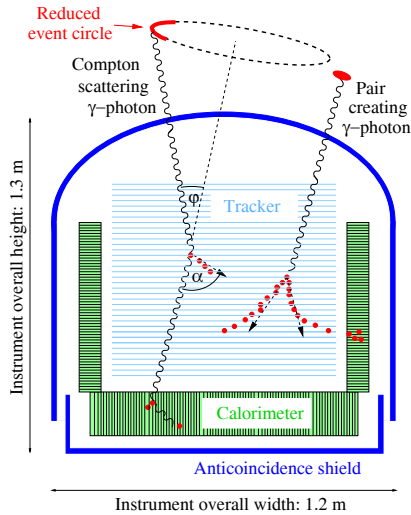 Reduced
event circle
Compton
scattering
γ−photon
Pair
creating
γ−photon
Instrument overall height: 1.3 m
φ
Tracker
α
Calorimeter
Anticoincidence shield
Instrument overall width: 1.2 m